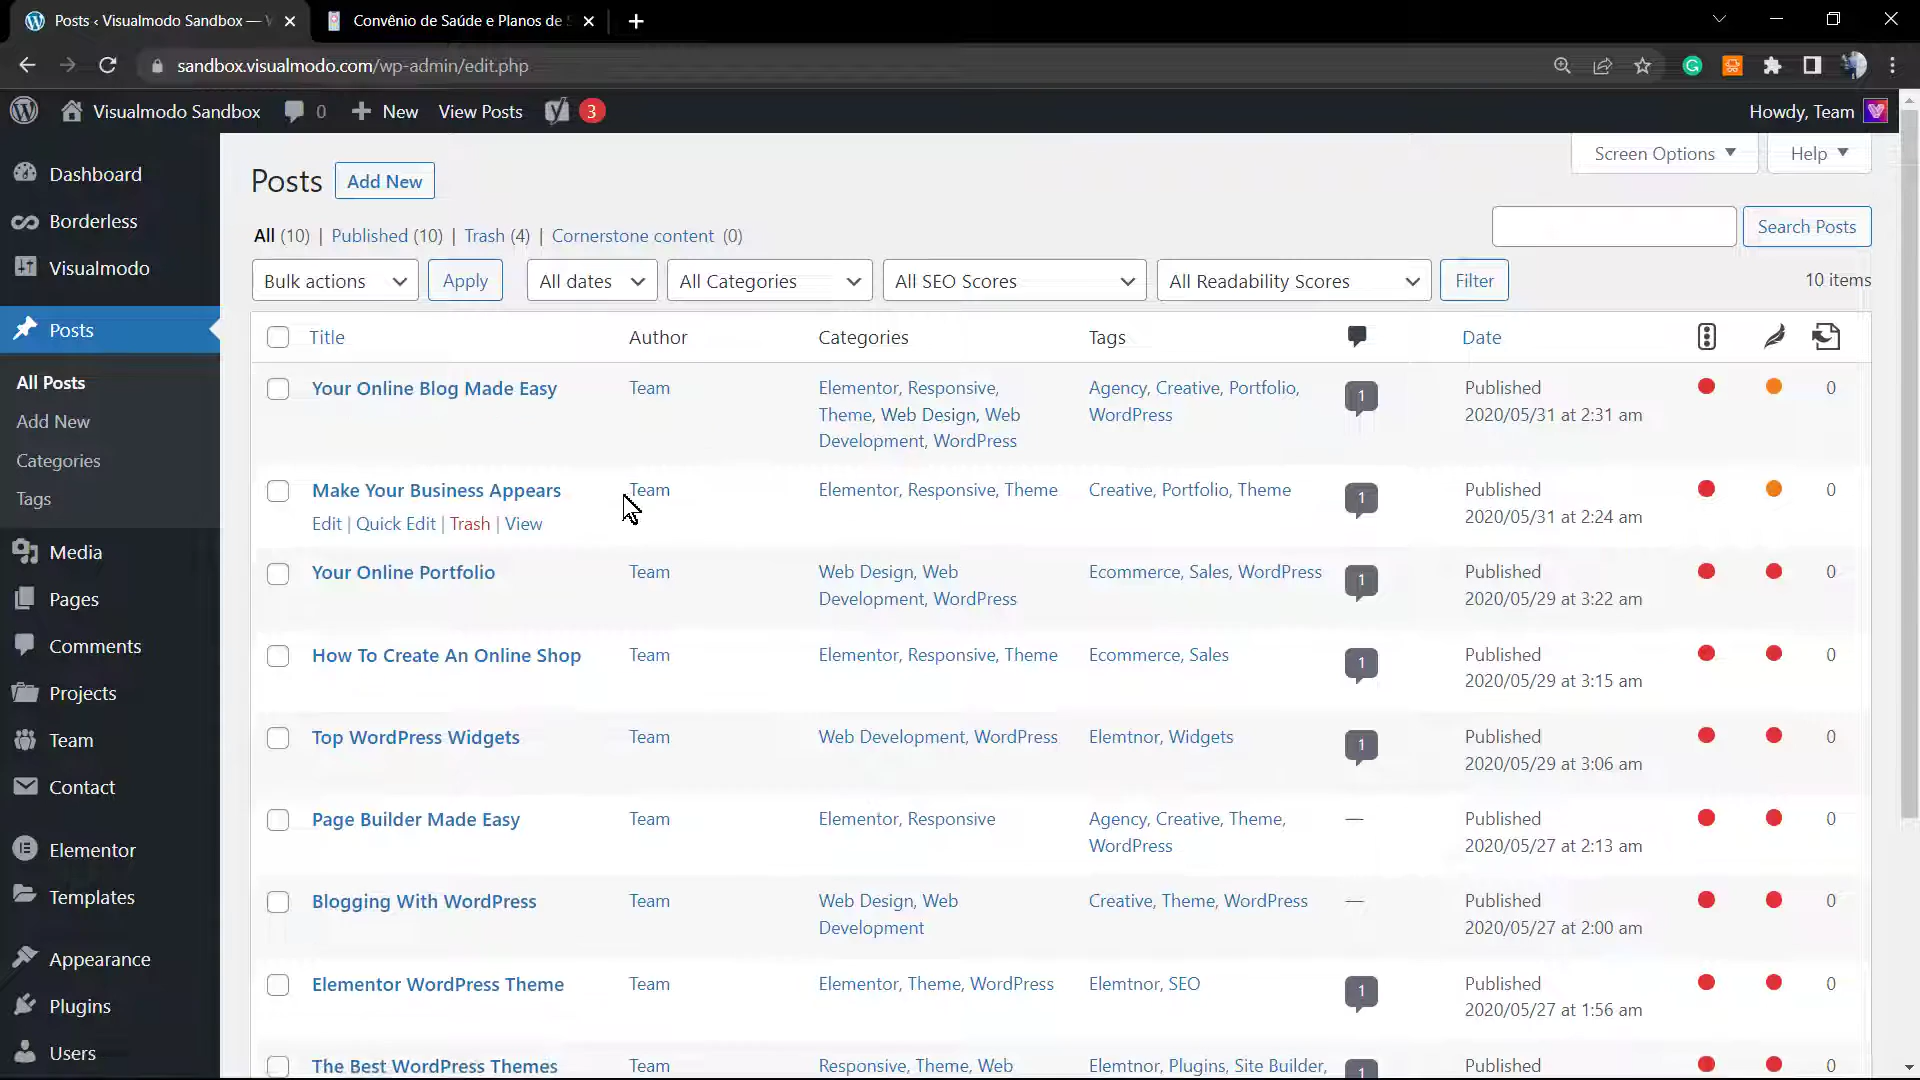 Posts ‹ Visualmodo Sandbox —
Convênio de Saúde e Planos de
sandbox.visualmodo.com/wp-admin/edit.php
Visualmodo Sandbox 0 New View Posts 3 Howdy, Team
Screen Options Help
Posts Add New
All (10) | Published (10) | Trash (4) | Cornerstone content (0)
Search Posts
Bulk actions Apply All dates All Categories All SEO Scores All Readability Scores Filter 10 items
Dashboard
Borderless
Visualmodo
Posts
All Posts
Add New
Categories
Tags
Media
Pages
Comments
Projects
Team
Contact
Elementor
Templates
Appearance
Plugins
Users
Title Author Categories Tags Date
Your Online Blog Made Easy Team Elementor, Responsive, Agency, Creative, Portfolio, 1 Published 0
Theme, Web Design, Web WordPress 2020/05/31 at 2:31 am
Development, WordPress
Make Your Business Appears Team Elementor, Responsive, Theme Creative, Portfolio, Theme 1 Published 0
Edit | Quick Edit | Trash | View 2020/05/31 at 2:24 am
Your Online Portfolio Team Web Design, Web Ecommerce, Sales, WordPress 1 Published 0
Development, WordPress 2020/05/29 at 3:22 am
How To Create An Online Shop Team Elementor, Responsive, Theme Ecommerce, Sales 1 Published 0
2020/05/29 at 3:15 am
Top WordPress Widgets Team Web Development, WordPress Elemtnor, Widgets 1 Published 0
2020/05/29 at 3:06 am
Page Builder Made Easy Team Elementor, Responsive Agency, Creative, Theme, — Published 0
WordPress 2020/05/27 at 2:13 am
Blogging With WordPress Team Web Design, Web Creative, Theme, WordPress — Published 0
Development 2020/05/27 at 2:00 am
Elementor WordPress Theme Team Elementor, Theme, WordPress Elemtnor, SEO 1 Published 0
2020/05/27 at 1:56 am
The Best WordPress Themes Team Responsive, Theme, Web Elemtnor, Plugins, Site Builder, 1 Published 0